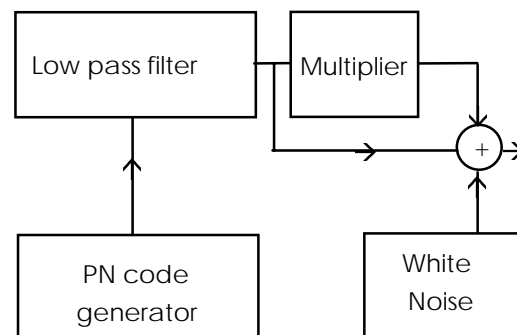 Low pass filter
Multiplier
+
PN code
generator
White
Noise